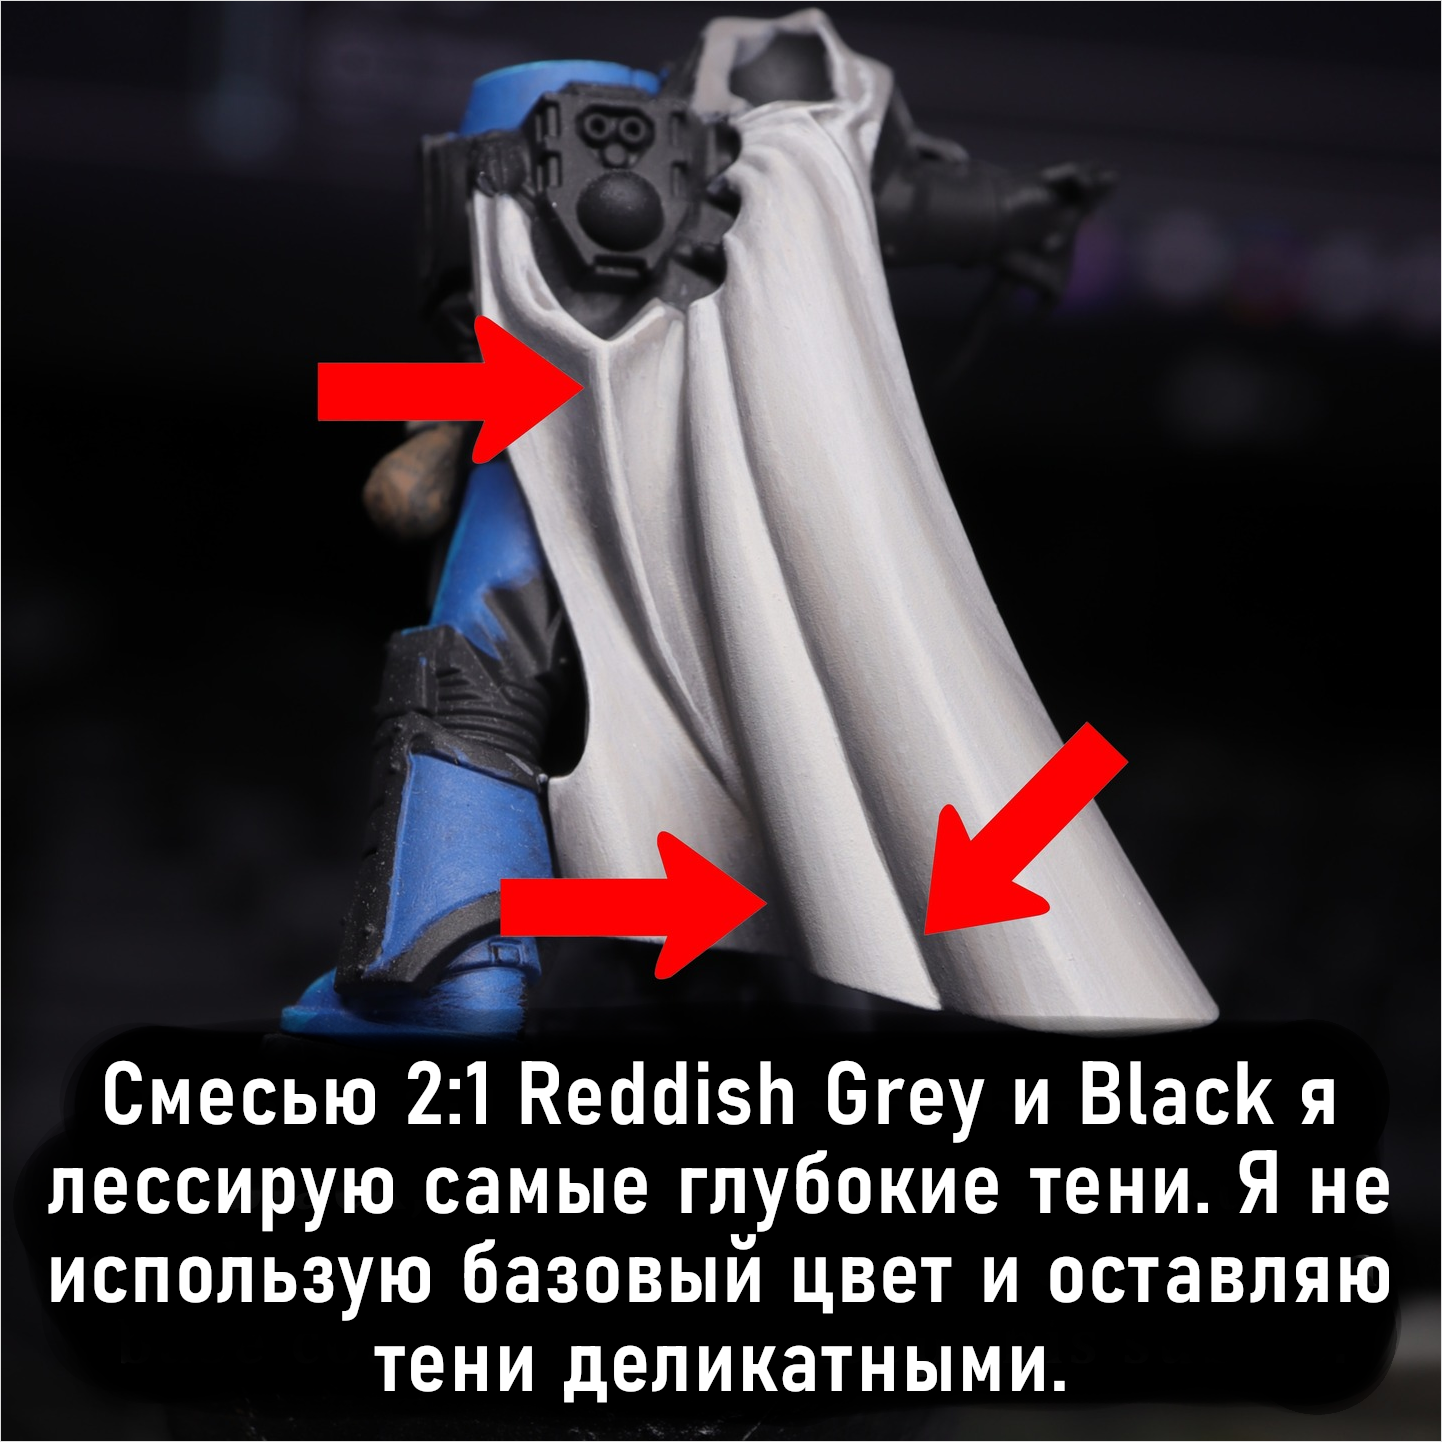 Смесью 2:1 Reddish Grey и Black я
лессирую самые глубокие тени. Я не
использую базовый цвет и оставляю
тени деликатными.